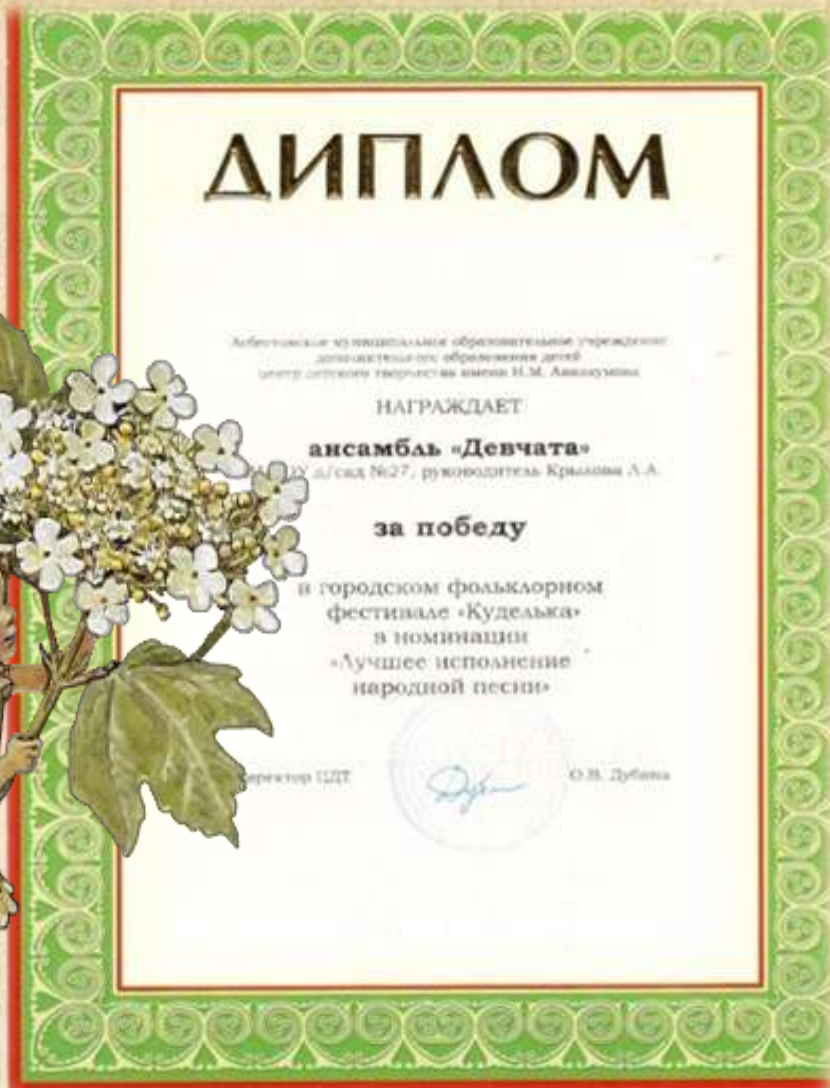 ДИПЛОМ
Асбестовское муниципальное образовательное учреждение
дополнительного образования детей
центр детского творчества имени Н.М. Аввакумова
НАГРАЖДАЕТ
ансамбль «Девчата»
д/сад №27, руководитель Крылова Л.А.
за победу
в городском фольклорном
фестивале «Куделька»
в номинации
«Лучшее исполнение
народной песни»
ЦДТ О.В. Дубина